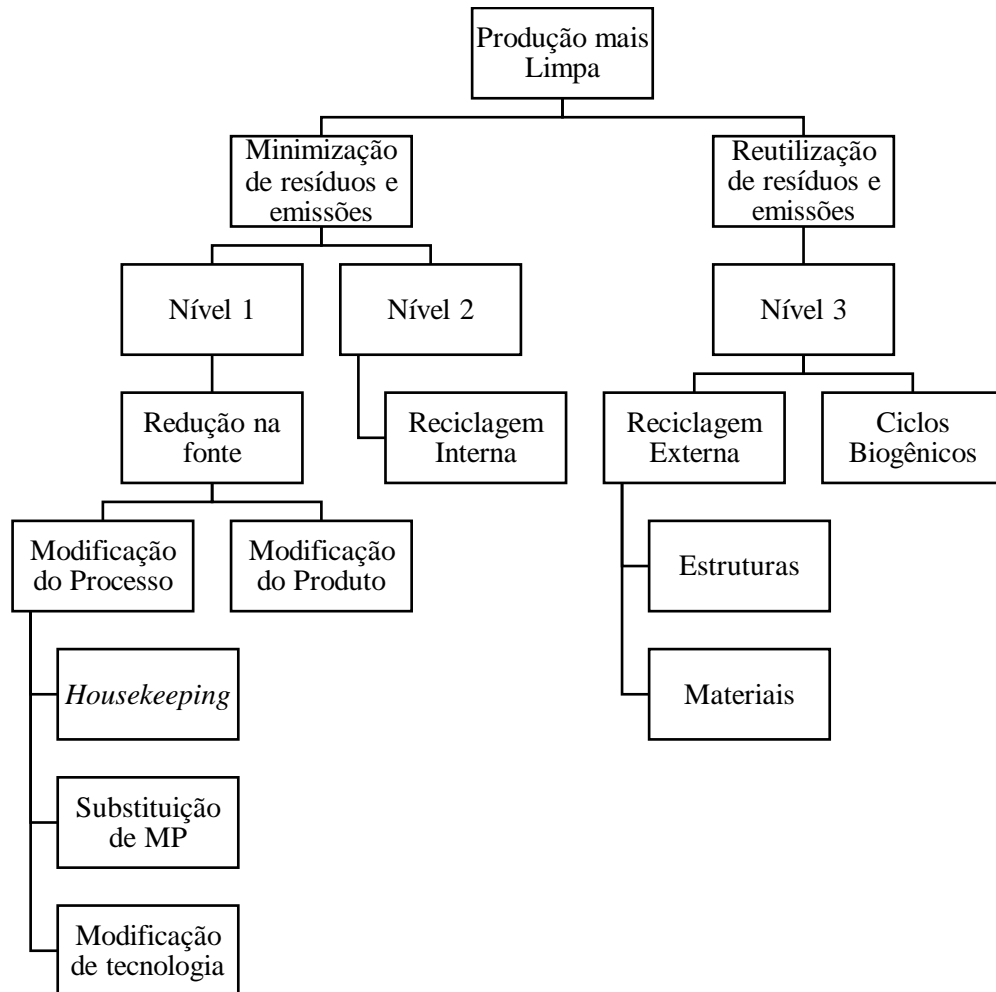 Produção mais
Limpa
Minimização
de resíduos e
emissões
Reutilização
de resíduos e
emissões
Nível 1
Nível 2
Nível 3
Redução na
fonte
Reciclagem
Interna
Reciclagem
Externa
Ciclos
Biogênicos
Modificação
do Processo
Modificação
do Produto
Estruturas
Housekeeping
Materiais
Substituição
de MP
Modificação
de tecnologia